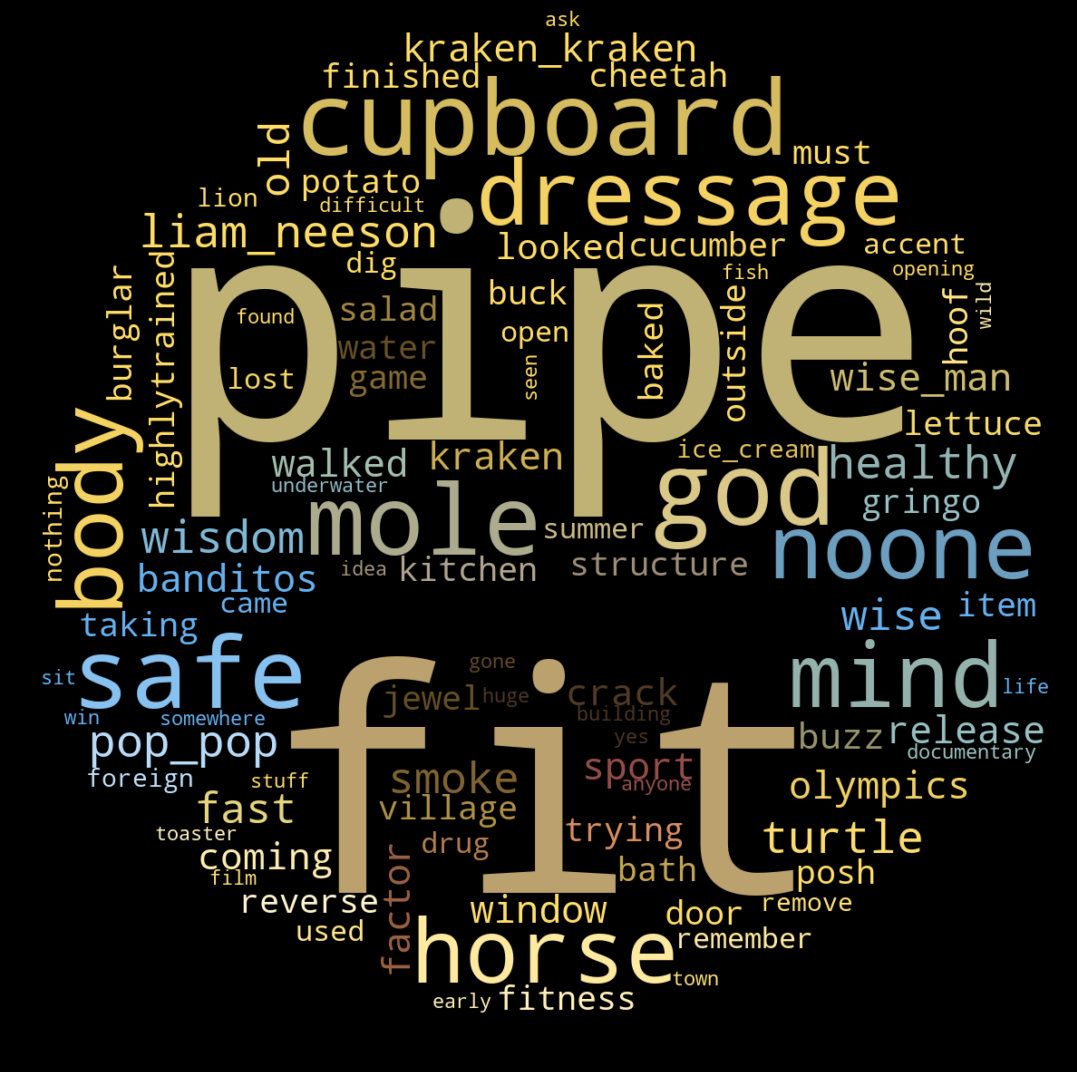 ask
kraken_kraken
finished
cheetah
cupboard
old
must
potato
dressage
lion
difficult
liam_neeson
looked
cucumber
accent
dig
fish
opening
burglar
highlytrained
pipe
buck
outside
hoof
wild
found
salad
open
baked
water
seen
lost
game
wise_man
body
lettuce
walked
kraken
ice_cream
healthy
underwater
god
gringo
nothing
mole
wisdom
summer
noone
banditos
idea
kitchen
structure
came
item
taking
wise
safe
fit
gone
mind
sit
jewel
huge
crack
life
win
somewhere
building
release
pop_pop
yes
buzz
documentary
foreign
stuff
smoke
sport
anyone
olympics
fast
village
toaster
drug
trying
turtle
coming
factor
bath
posh
film
reverse
window
door
remove
used
horse
remember
town
early
fitness